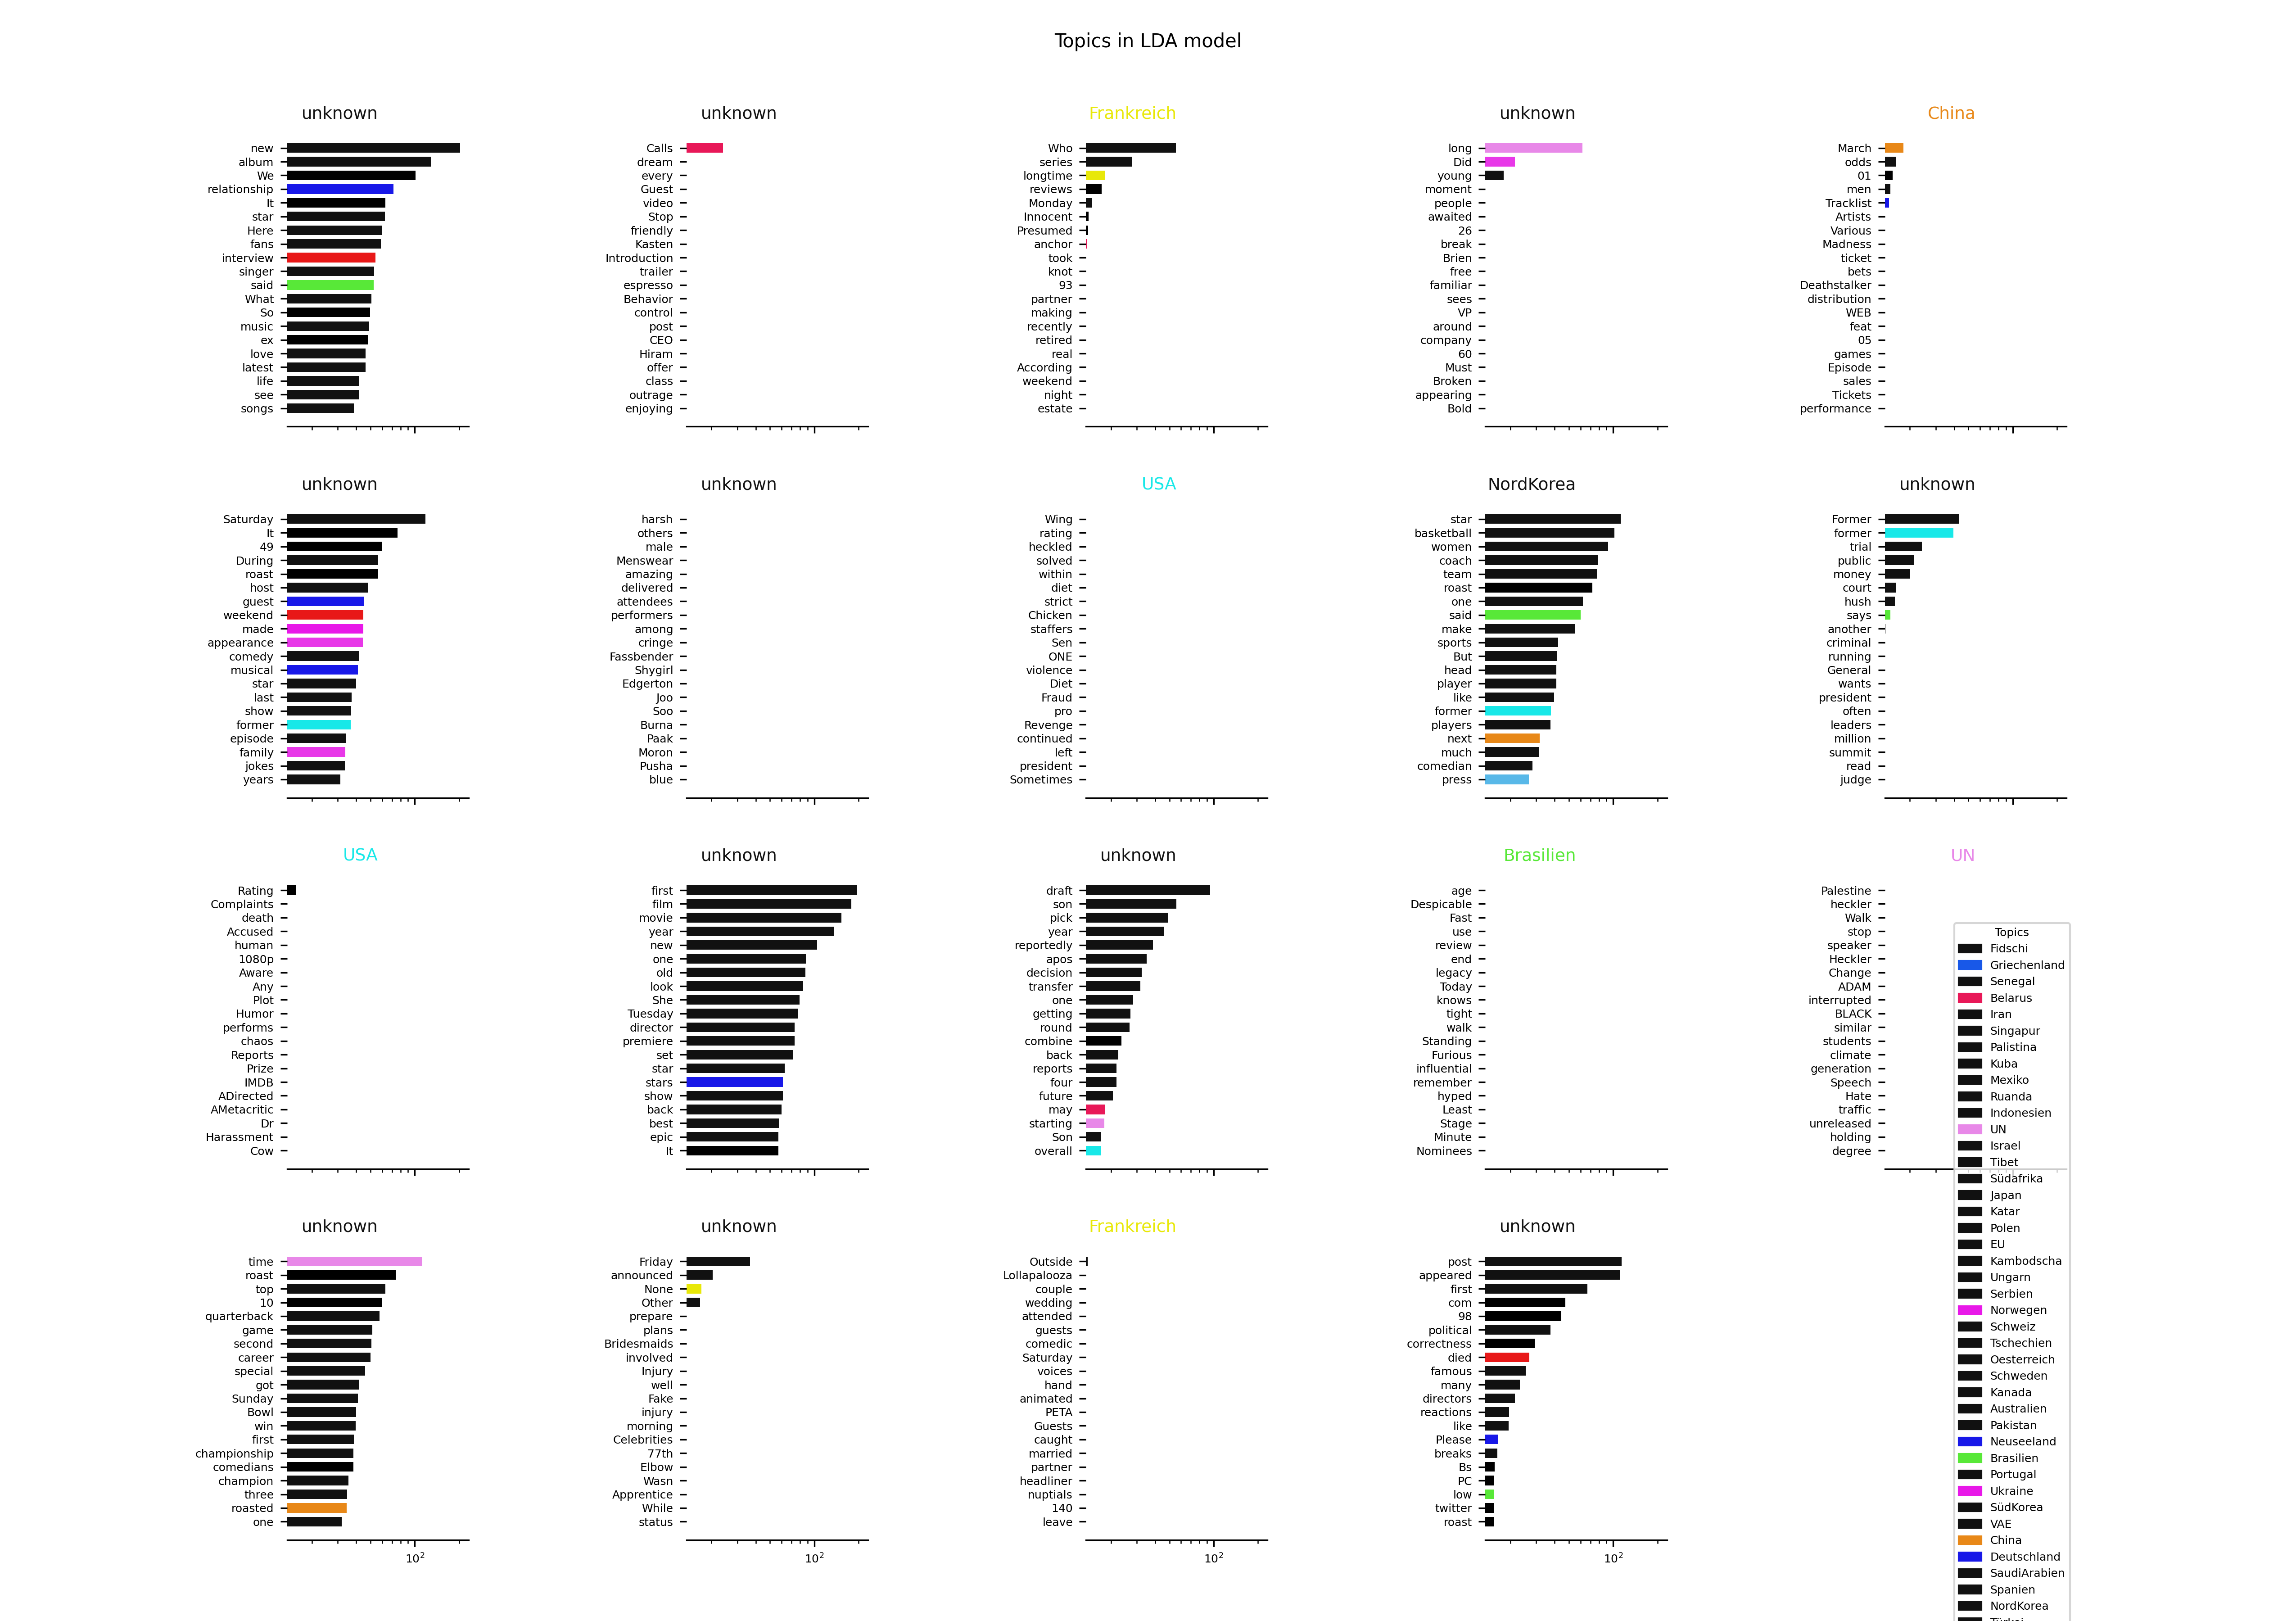 Topics in LDA model
unknown
new
album
We
relationship
It
star
Here
fans
interview
singer
said
What
So
music
ex
love
latest
life
see
songs
unknown
Calls
dream
every
Guest
video
Stop
friendly
Kasten
Introduction
trailer
espresso
Behavior
control
post
CEO
Hiram
offer
class
outrage
enjoying
Frankreich
Who
series
longtime
reviews
Monday
Innocent
Presumed
anchor
took
knot
93
partner
making
recently
retired
real
According
weekend
night
estate
unknown
long
Did
young
moment
people
awaited
26
break
Brien
free
familiar
sees
VP
around
company
60
Must
Broken
appearing
Bold
China
March
odds
01
men
Tracklist
Artists
Various
Madness
ticket
bets
Deathstalker
distribution
WEB
feat
05
games
Episode
sales
Tickets
performance
unknown
Saturday
It
49
During
roast
host
guest
weekend
made
appearance
comedy
musical
star
last
show
former
episode
family
jokes
years
unknown
harsh
others
male
Menswear
amazing
delivered
attendees
performers
among
cringe
Fassbender
Shygirl
Edgerton
Joo
Soo
Burna
Paak
Moron
Pusha
blue
USA
Wing
rating
heckled
solved
within
diet
strict
Chicken
staffers
Sen
ONE
violence
Diet
Fraud
pro
Revenge
continued
left
president
Sometimes
NordKorea
star
basketball
women
coach
team
roast
one
said
make
sports
But
head
player
like
former
players
next
much
comedian
press
unknown
Former
former
trial
public
money
court
hush
says
another
criminal
running
General
wants
president
often
leaders
million
summit
read
judge
USA
Rating
Complaints
death
Accused
human
1080p
Aware
Any
Plot
Humor
performs
chaos
Reports
Prize
IMDB
ADirected
AMetacritic
Dr
Harassment
Cow
unknown
first
film
movie
year
new
one
old
look
She
Tuesday
director
premiere
set
star
stars
show
back
best
epic
It
unknown
draft
son
pick
year
reportedly
apos
decision
transfer
one
getting
round
combine
back
reports
four
future
may
starting
Son
overall
Brasilien
age
Despicable
Fast
use
review
end
legacy
Today
knows
tight
walk
Standing
Furious
influential
remember
hyped
Least
Stage
Minute
Nominees
UN
Palestine
heckler
Walk
stop
speaker
Heckler
Change
ADAM
interrupted
BLACK
similar
students
climate
generation
Speech
Hate
traffic
unreleased
holding
degree
unknown
time
roast
top
10
quarterback
game
second
career
special
got
Sunday
Bowl
win
first
championship
comedians
champion
three
roasted
one
10²
unknown
Friday
announced
None
Other
prepare
plans
Bridesmaids
involved
Injury
well
Fake
injury
morning
Celebrities
77th
Elbow
Wasn
Apprentice
While
status
10²
Frankreich
Outside
Lollapalooza
couple
wedding
attended
guests
comedic
Saturday
voices
hand
animated
PETA
Guests
caught
married
partner
headliner
nuptials
140
leave
10²
unknown
post
appeared
first
com
98
political
correctness
died
famous
many
directors
reactions
like
Please
breaks
Bs
PC
low
twitter
roast
10²
Topics
Fidschi
Griechenland
Senegal
Belarus
Iran
Singapur
Palistina
Kuba
Mexiko
Ruanda
Indonesien
UN
Israel
Tibet
Südafrika
Japan
Katar
Polen
EU
Kambodscha
Ungarn
Serbien
Norwegen
Schweiz
Tschechien
Oesterreich
Schweden
Kanada
Australien
Pakistan
Neuseeland
Brasilien
Portugal
Ukraine
SüdKorea
VAE
China
Deutschland
SaudiArabien
Spanien
NordKorea